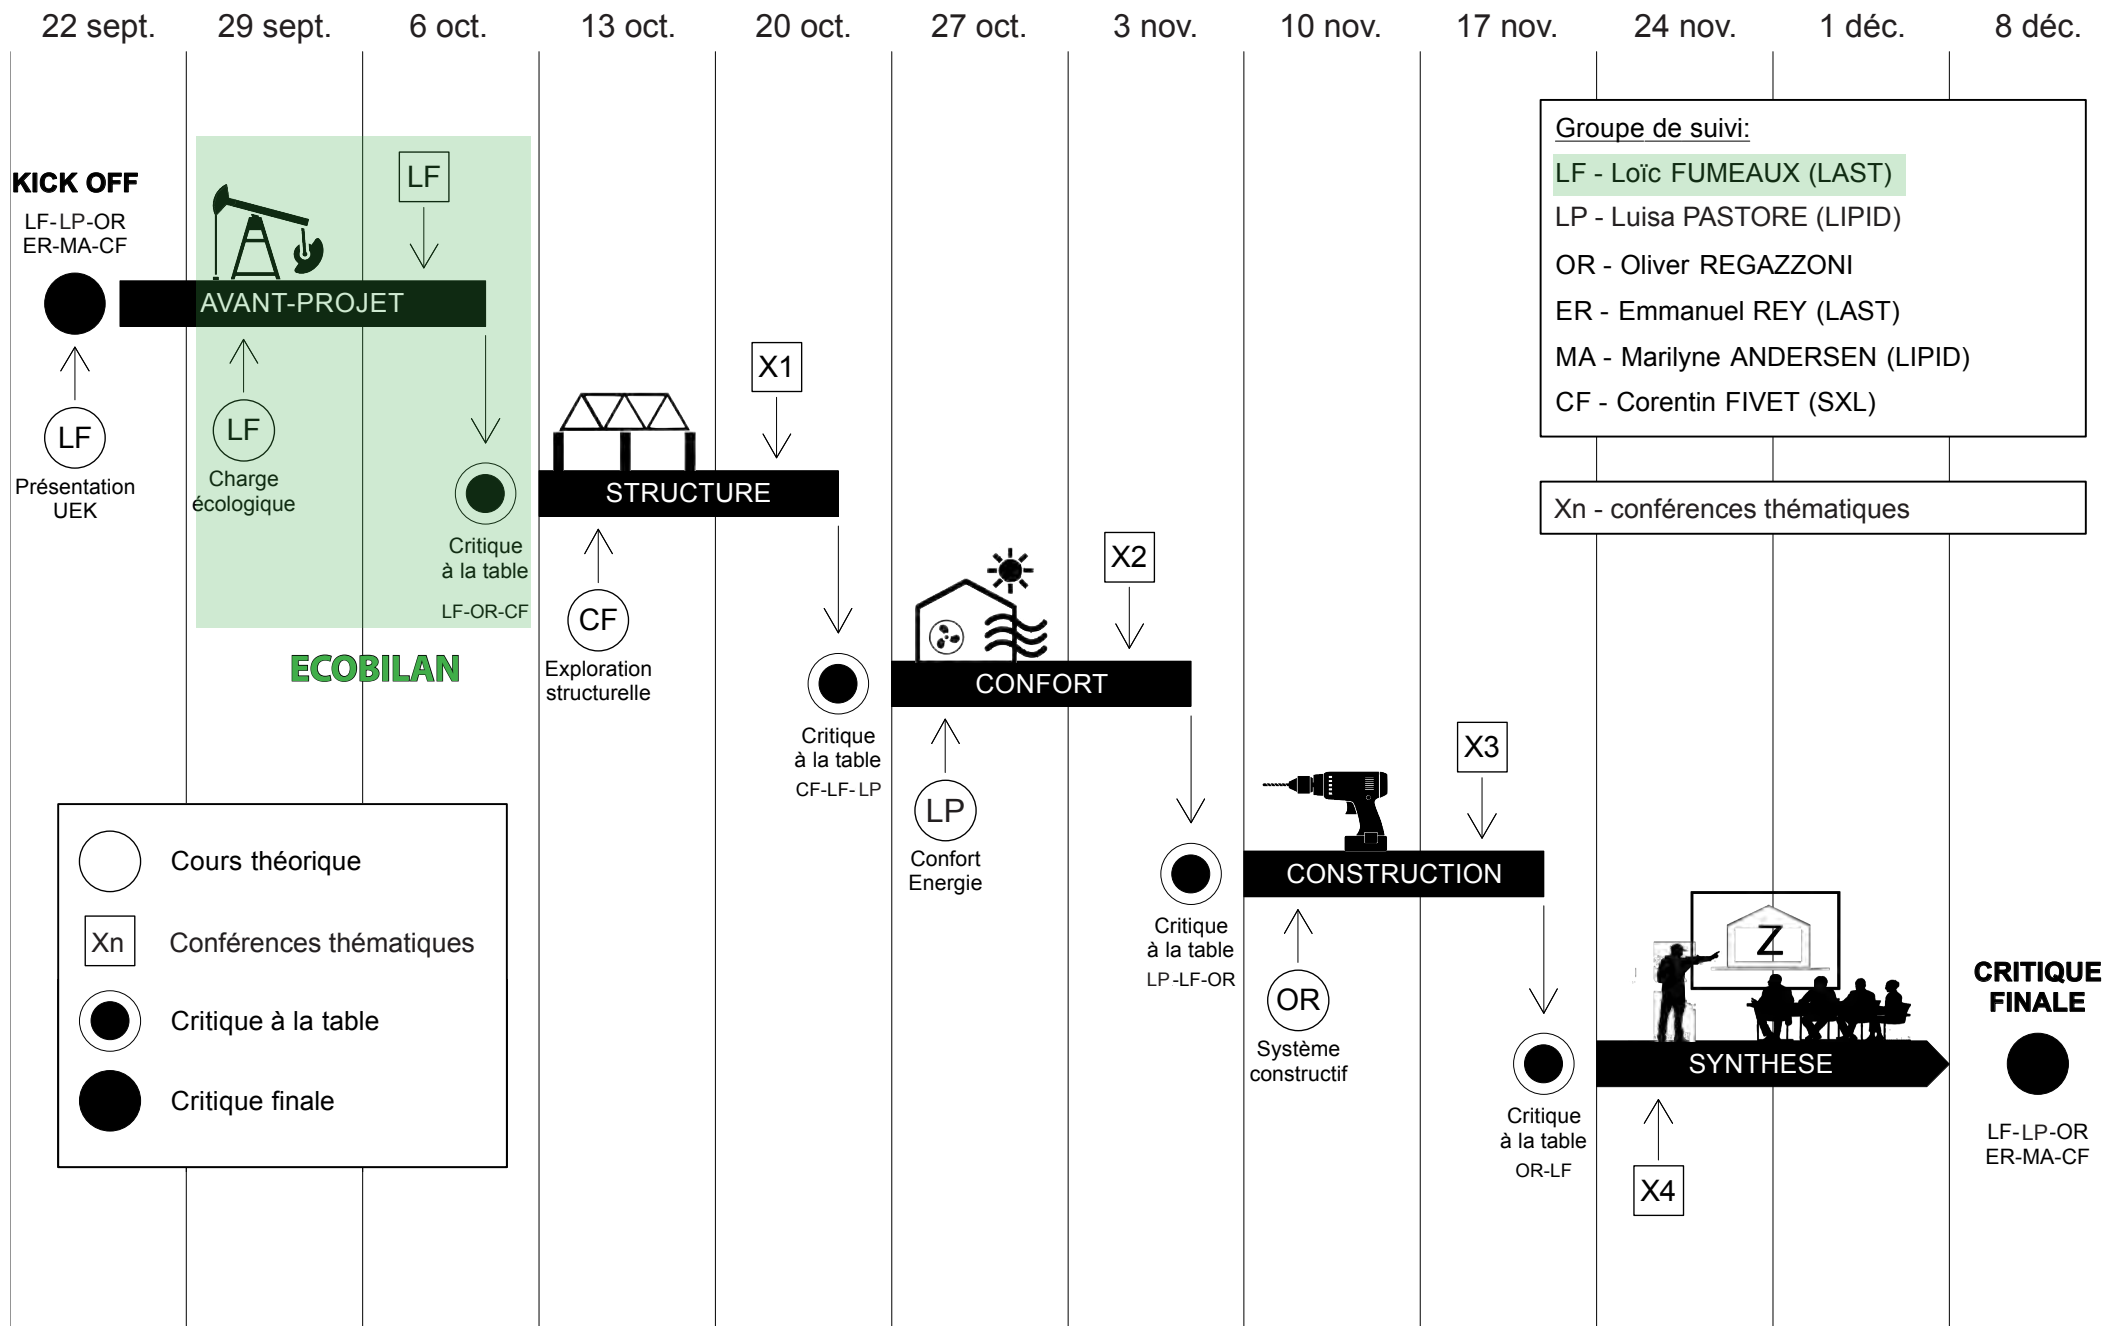 22 sept.
29 sept.
6 oct.
13 oct.
20 oct.
27 oct.
3 nov.
10 nov.
17 nov.
24 nov.
1 déc.
8 déc.
KICK OFF
LF-LP-OR
ER-MA-CF
LF
Présentation
UEK
LF
AVANT-PROJET
LF
Charge
écologique
Critique
à la table
LF-OR-CF
ECOBILAN
X1
STRUCTURE
CF
Exploration
structurelle
Critique
à la table
CF-LF-LP
X2
CONFORT
LP
Confort
Energie
Critique
à la table
LP-LF-OR
X3
CONSTRUCTION
OR
Système
constructif
Critique
à la table
OR-LF
Z
SYNTHESE
X4
CRITIQUE
FINALE
LF-LP-OR
ER-MA-CF
Groupe de suivi:
LF - Loïc FUMEAUX (LAST)
LP - Luisa PASTORE (LIPID)
OR - Oliver REGAZZONI
ER - Emmanuel REY (LAST)
MA - Marilyne ANDERSEN (LIPID)
CF - Corentin FIVET (SXL)
Xn - conférences thématiques
Cours théorique
Xn Conférences thématiques
Critique à la table
Critique finale